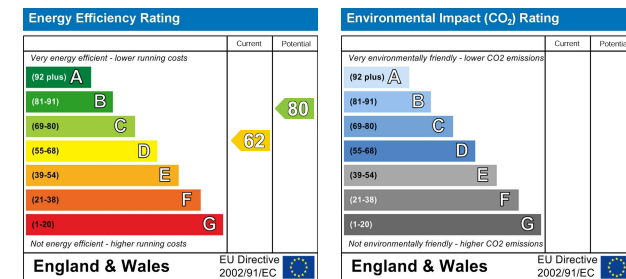 Energy Efficiency Rating
Current Potential
Very energy efficient - lower running costs
(92 plus) A
(81-91) B
(69-80) C
(55-68) D
(39-54) E
(21-38) F
(1-20) G
62
80
Not energy efficient - higher running costs
England & Wales
EU Directive
2002/91/EC
Environmental Impact (CO₂) Rating
Current Potential
Very environmentally friendly - lower CO2 emissions
(92 plus) A
(81-91) B
(69-80) C
(55-68) D
(39-54) E
(21-38) F
(1-20) G
Not environmentally friendly - higher CO2 emissions
England & Wales
EU Directive
2002/91/EC